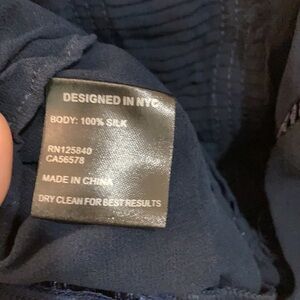 DESIGNED IN NYC
BODY: 100% SILK
RN125840
CA56578
MADE IN CHINA
DRY CLEAN FOR BEST RESULTS